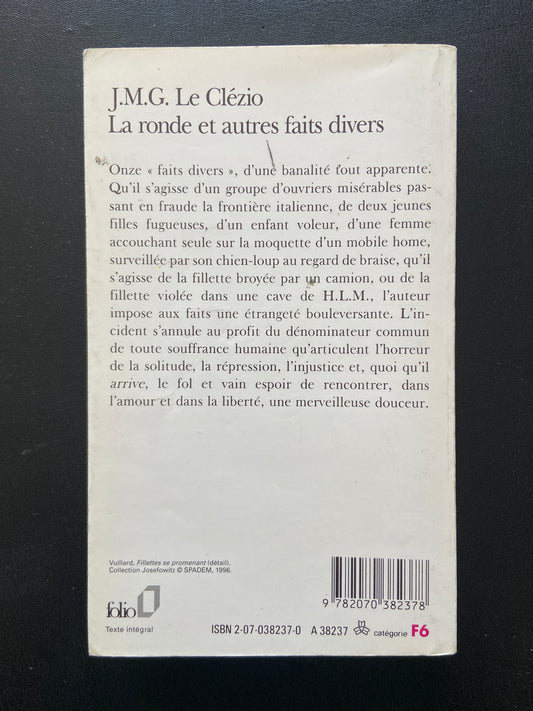 J.M.G. Le Clézio
La ronde et autres faits divers
Onze « faits divers », d'une banalité tout apparente.
Qu'il s'agisse d'un groupe d'ouvriers misérables pas-
sant en fraude la frontière italienne, de deux jeunes
filles fugueuses, d'un enfant voleur, d'une femme
accouchant seule sur la moquette d'un mobile home,
surveillée par son chien-loup au regard de braise, qu'il
s'agisse de la fillette broyée par un camion, ou de la
fillette violée dans une cave de H.L.M., l'auteur
impose aux faits une étrangeté bouleversante. L'in-
cident s'annule au profit du dénominateur commun
de toute souffrance humaine qu'articulent l'horreur
de la solitude, la répression, l'injustice et, quoi qu'il
arrive, le fol et vain espoir de rencontrer, dans
l'amour et dans la liberté, une merveilleuse douceur.
Vuillard, Fillettes se promenant (détail).
Collection Josefowitz © SPADEM, 1996.
9 782070 382378
folio
Texte intégral
ISBN 2-07-038237-0 A 38237 catégorie F6